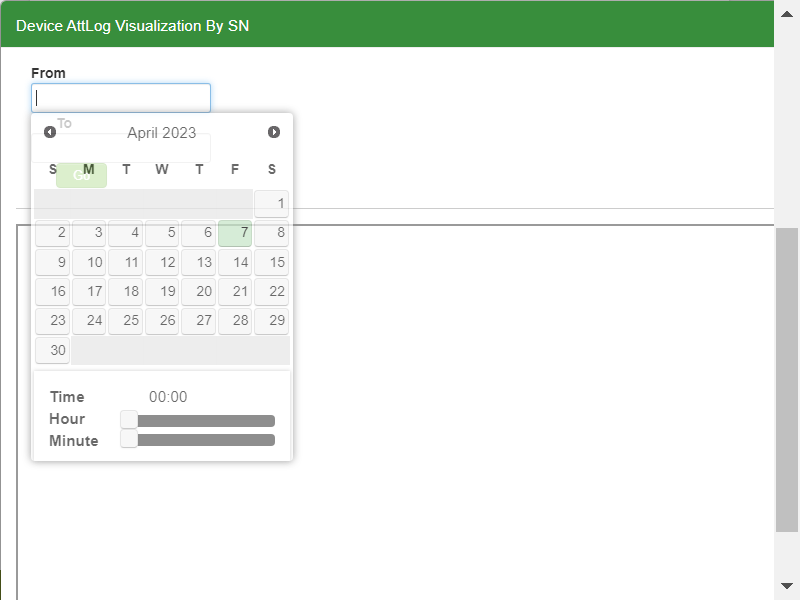 Device AttLog Visualization By SN
From
To
April 2023
Go
S M T W T F S
1
2 3 4 5 6 7 8
9 10 11 12 13 14 15
16 17 18 19 20 21 22
23 24 25 26 27 28 29
30
Time 00:00
Hour
Minute